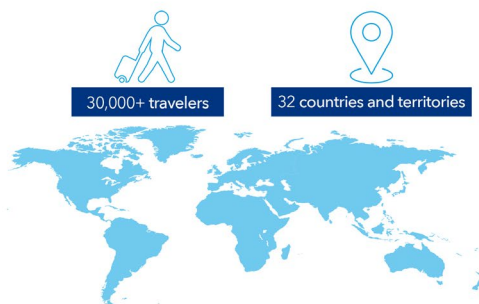 30,000+ travelers
32 countries and territories